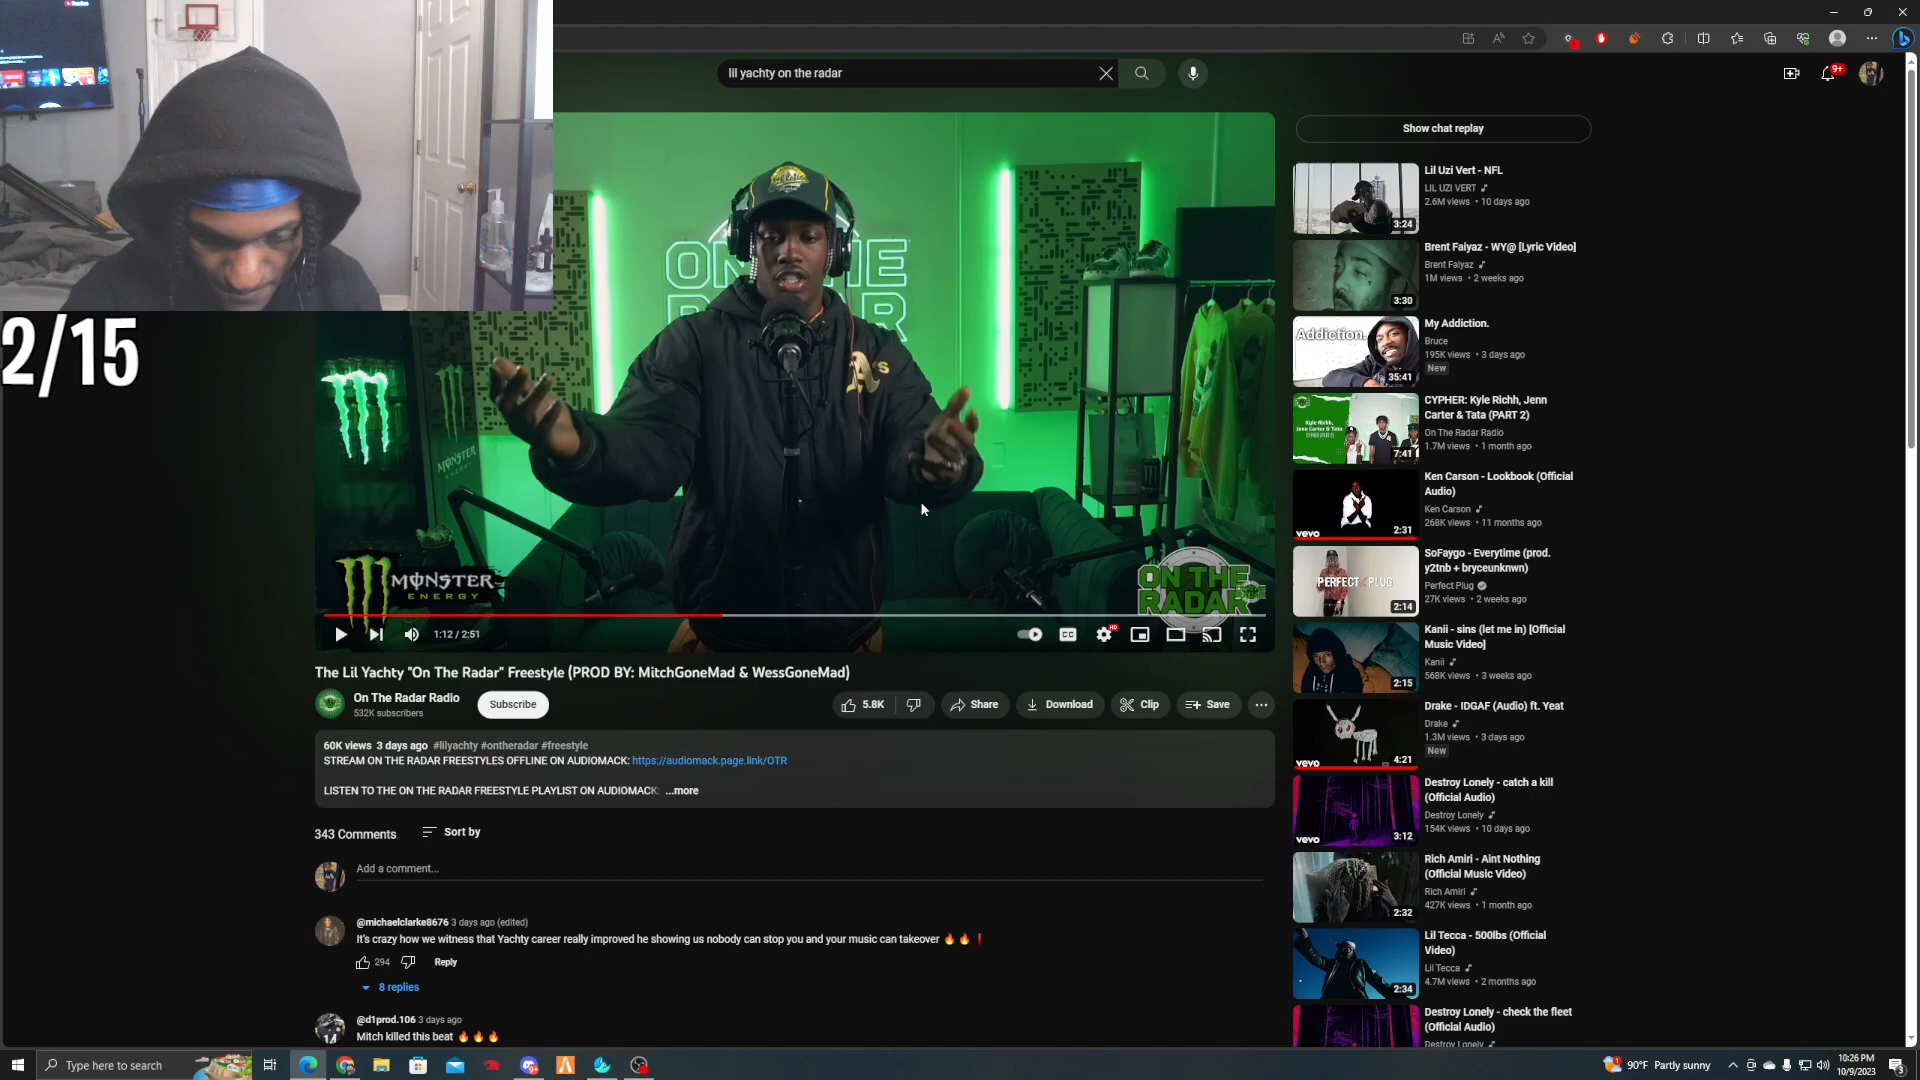 lil yachty on the radar
9+
Show chat replay
2/15
ON THE
RADAR
A's
MONSTER
MONSTER
ENERGY
ON THE
RADAR
1:12 / 2:51
CC
HD
The Lil Yachty "On The Radar" Freestyle (PROD BY: MitchGoneMad & WessGoneMad)
On The Radar Radio
532K subscribers
Subscribe
5.8K
Share
Download
Clip
Save
60K views 3 days ago #lilyachty #ontheradar #freestyle
STREAM ON THE RADAR FREESTYLES OFFLINE ON AUDIOMACK: https://audiomack.page.link/OTR
LISTEN TO THE ON THE RADAR FREESTYLE PLAYLIST ON AUDIOMACK: ...more
343 Comments
Sort by
Add a comment...
@michaelclarke8676 3 days ago (edited)
It's crazy how we witness that Yachty career really improved he showing us nobody can stop you and your music can takeover 🔥🔥❗
294
Reply
8 replies
@d1prod.106 3 days ago
Mitch killed this beat 🔥🔥🔥
Lil Uzi Vert - NFL
LIL UZI VERT
2.6M views • 10 days ago
3:24
Brent Faiyaz - WY@ [Lyric Video]
Brent Faiyaz
1M views • 2 weeks ago
3:30
Addiction.
My Addiction.
Bruce
195K views • 3 days ago
New
35:41
CYPHER: Kyle Richh, Jenn
Carter & Tata (PART 2)
On The Radar Radio
1.7M views • 1 month ago
Kyle Richh,
Jenn Carter & Tata
7:41
Ken Carson - Lookbook (Official
Audio)
Ken Carson
268K views • 11 months ago
vevo
2:31
SoFaygo - Everytime (prod.
y2tnb + bryceunknwn)
Perfect Plug
27K views • 2 weeks ago
PERFECT PLUG
2:14
Kanii - sins (let me in) [Official
Music Video]
Kanii
568K views • 3 weeks ago
2:15
Drake - IDGAF (Audio) ft. Yeat
Drake
1.3M views • 3 days ago
New
vevo
4:21
Destroy Lonely - catch a kill
(Official Audio)
Destroy Lonely
154K views • 10 days ago
vevo
3:12
Rich Amiri - Aint Nothing
(Official Music Video)
Rich Amiri
427K views • 1 month ago
2:32
Lil Tecca - 500lbs (Official
Video)
Lil Tecca
4.7M views • 2 months ago
2:34
Destroy Lonely - check the fleet
(Official Audio)
Destroy Lonely
Type here to search
90°F Partly sunny
10:26 PM
10/9/2023
3